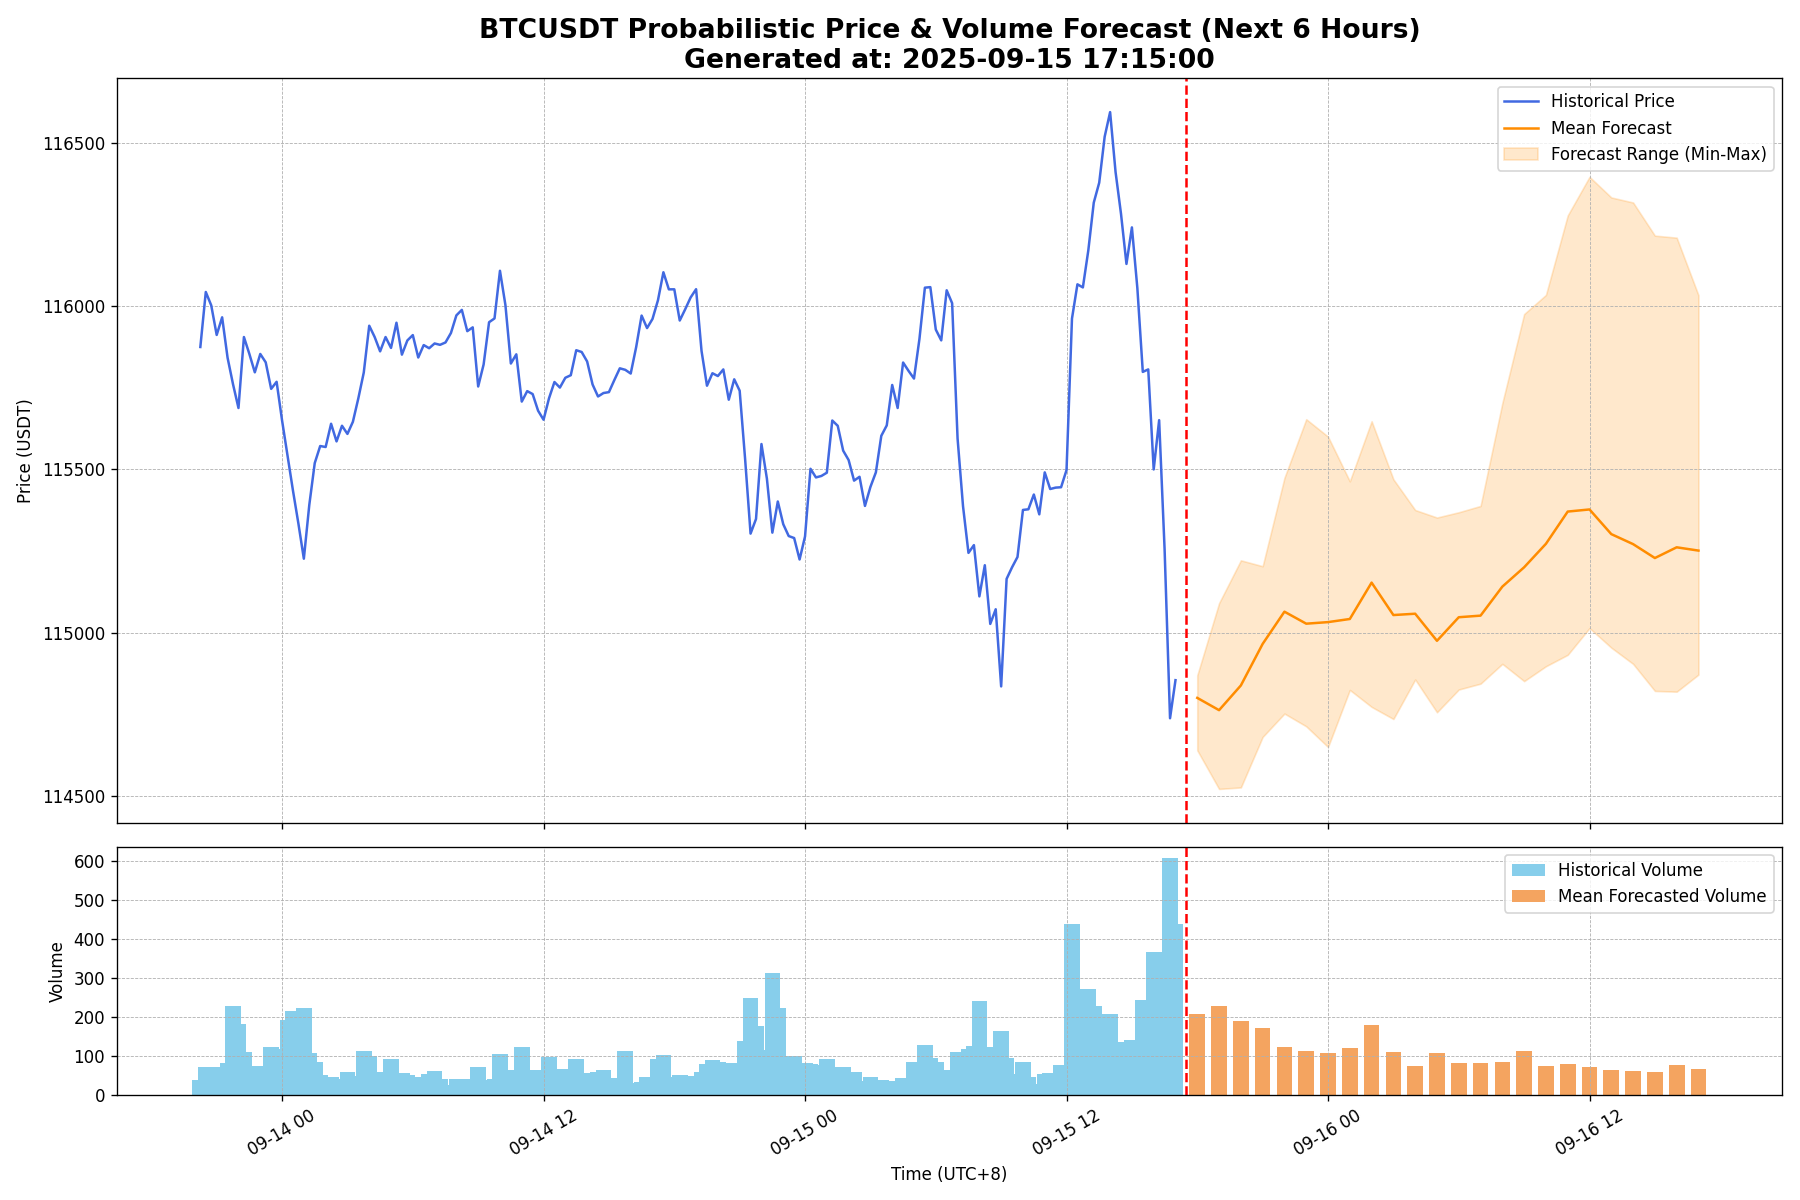 BTCUSDT Probabilistic Price & Volume Forecast (Next 6 Hours)
Generated at: 2025-09-15 17:15:00
Historical Price
Mean Forecast
Forecast Range (Min-Max)
Price (USDT)
116500
116000
115500
115000
114500
Historical Volume
Mean Forecasted Volume
Volume
600
500
400
300
200
100
0
09-14 00
09-14 12
09-15 00
09-15 12
09-16 00
09-16 12
Time (UTC+8)